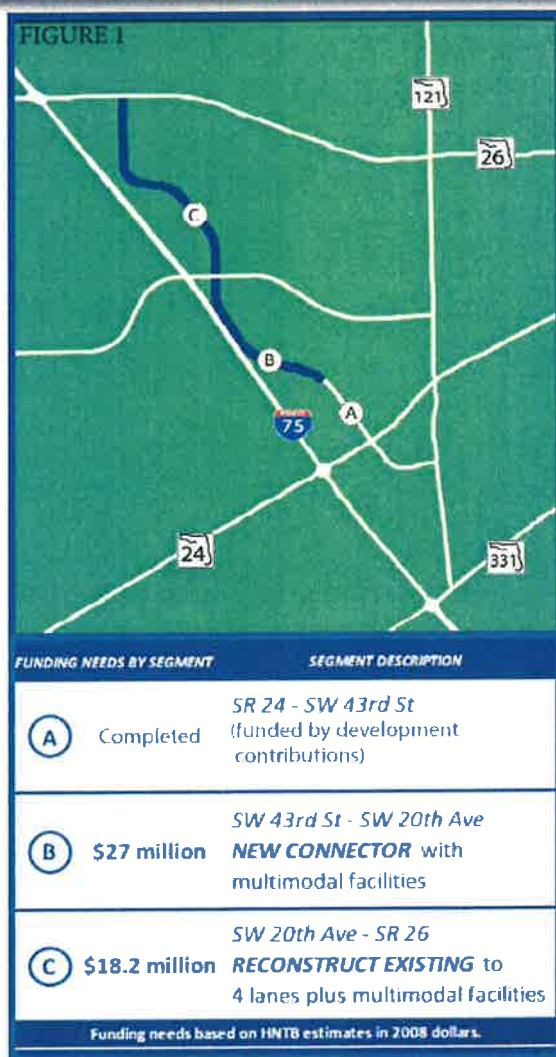 FIGURE 1
121
26
C
B
A
75
24
331
FUNDING NEEDS BY SEGMENT SEGMENT DESCRIPTION
A Completed SR 24 - SW 43rd St
(funded by development
contributions)
B $27 million SW 43rd St - SW 20th Ave
NEW CONNECTOR with
multimodal facilities
C $18.2 million SW 20th Ave - SR 26
RECONSTRUCT EXISTING to
4 lanes plus multimodal facilities
Funding needs based on HNTB estimates in 2008 dollars.